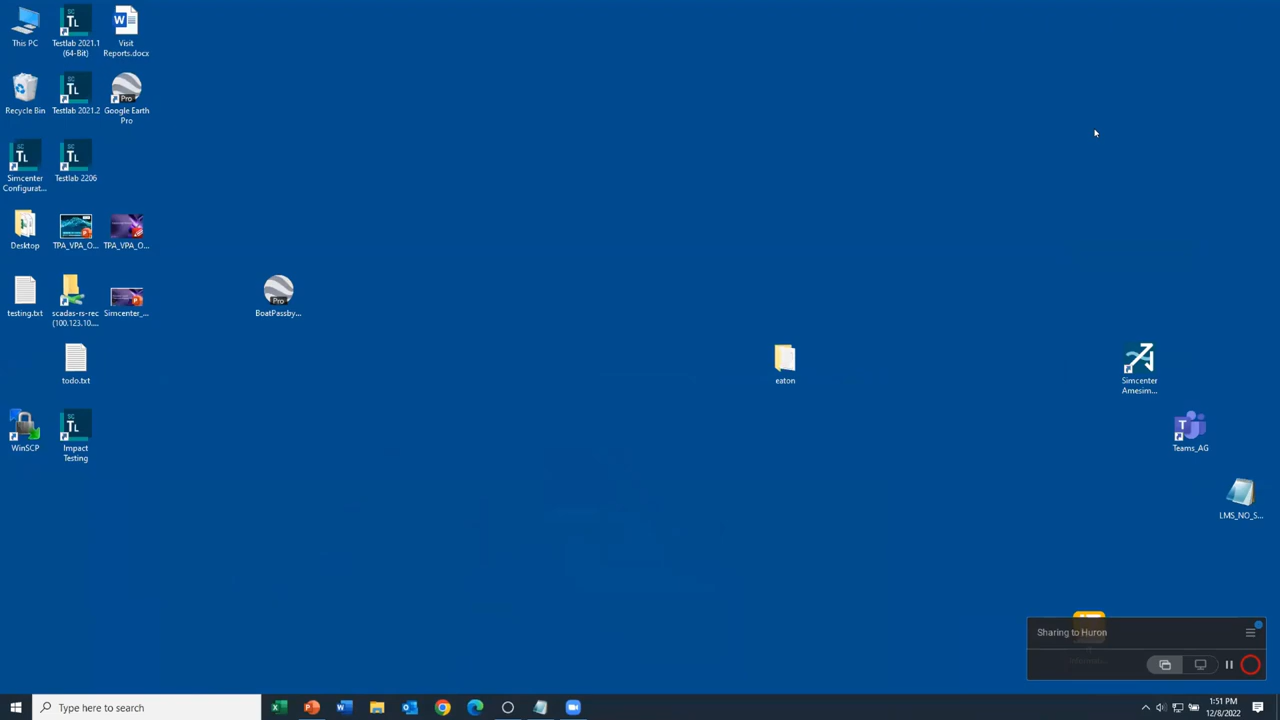 This PC
Testlab 2021.1
(64-Bit)
Visit
Reports.docx
Recycle Bin
Testlab 2021.2
Google Earth
Pro
Simcenter
Configurat...
Testlab 2206
Desktop
TPA_VPA_O...
TPA_VPA_O...
testing.txt
scadas-rs-rec
(100.123.10....
Simcenter_...
BoatPassby...
todo.txt
eaton
Simcenter
Amesim...
WinSCP
Impact
Testing
Teams_AG
LMS_NO_S...
Sharing to Huron
Type here to search
1:51 PM
12/8/2022